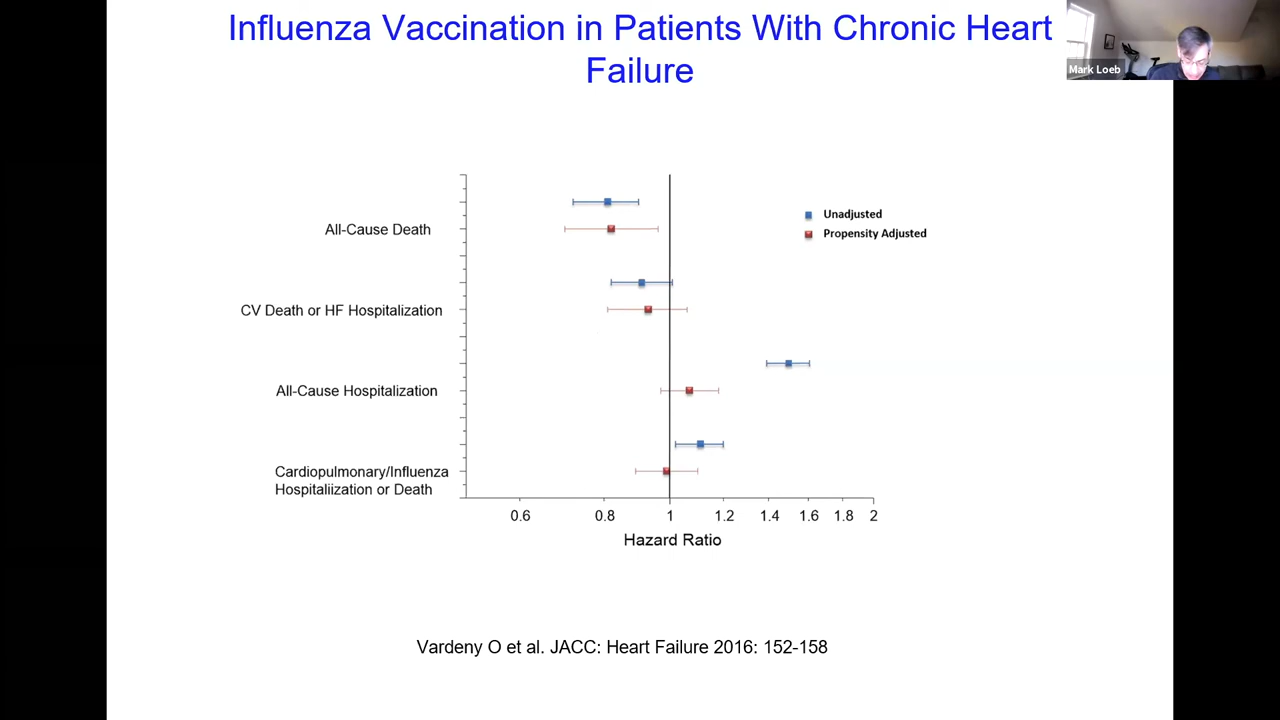 Influenza Vaccination in Patients With Chronic Heart
Failure
Mark Loeb
Unadjusted
Propensity Adjusted
All-Cause Death
CV Death or HF Hospitalization
All-Cause Hospitalization
Cardiopulmonary/Influenza
Hospitaliization or Death
0.6 0.8 1 1.2 1.4 1.6 1.8 2
Hazard Ratio
Vardeny O et al. JACC: Heart Failure 2016: 152-158